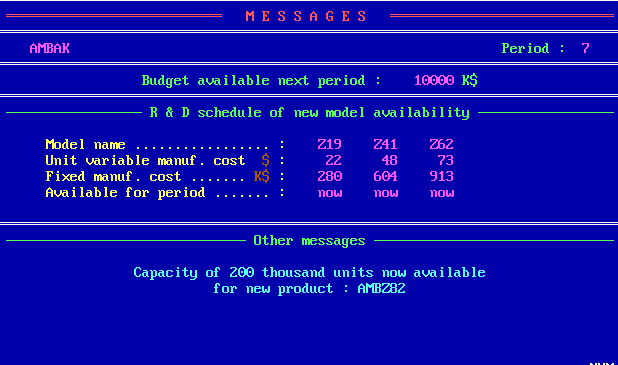 M E S S A G E S
AMBAK Period : 7
Budget available next period : 10000 K$
R & D schedule of new model availability
Model name ................. : Z19 Z41 Z62
Unit variable manuf. cost $ : 22 48 73
Fixed manuf. cost ....... K$ : 280 604 913
Available for period ....... : now now now
Other messages
Capacity of 200 thousand units now available
for new product : AMBZ82
NUM